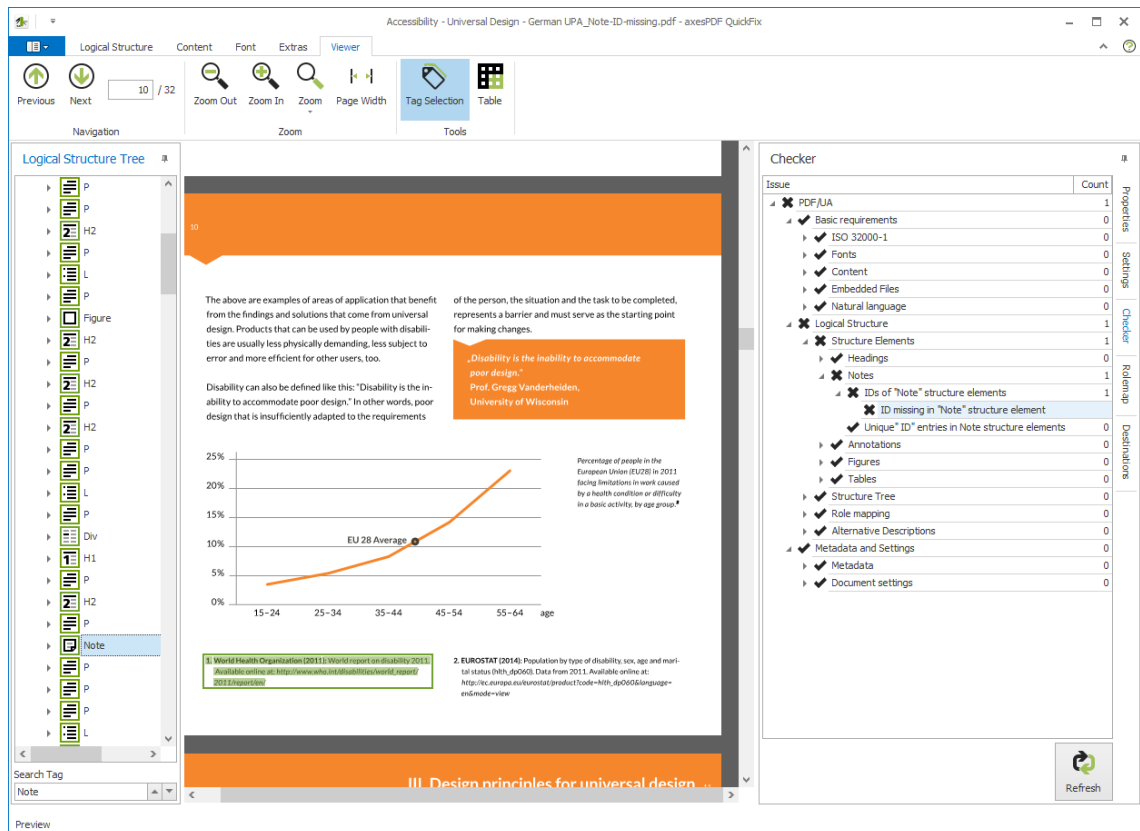 Accessibility - Universal Design - German UPA_Note-ID-missing.pdf - axesPDF QuickFix
Logical Structure Content Font Extras Viewer
Previous Next 10 / 32 Zoom Out Zoom In Zoom Page Width Tag Selection Table
Navigation Zoom Tools
Logical Structure Tree
P
P
2 H2
P
L
P
Figure
2 H2
P
2 H2
P
2 H2
P
P
L
P
Div
1 H1
P
2 H2
P
Note
P
P
P
L
Search Tag
Note
Preview
10
The above are examples of areas of application that benefit
from the findings and solutions that come from universal
design. Products that can be used by people with disabili-
ties are usually less physically demanding, less subject to
error and more efficient for other users, too.
Disability can also be defined like this: "Disability is the in-
ability to accommodate poor design." In other words, poor
design that is insufficiently adapted to the requirements
of the person, the situation and the task to be completed,
represents a barrier and must serve as the starting point
for making changes.
„Disability is the inability to accommodate
poor design."
Prof. Gregg Vanderheiden,
University of Wisconsin
25%
20%
15%
10%
5%
0%
EU 28 Average
15–24 25–34 35–44 45–54 55–64 age
Percentage of people in the
European Union (EU28) in 2011
facing limitations in work caused
by a health condition or difficulty
in a basic activity, by age group.
1. World Health Organization (2011): World report on disability 2011.
Available online at: http://www.who.int/disabilities/world_report/
2011/report/en/
2. EUROSTAT (2014): Population by type of disability, sex, age and mari-
tal status (hlth_dp060). Data from 2011. Available online at:
http://ec.europa.eu/eurostat/product?code=hlth_dp060&language=
en&mode=view
III. Design principles for universal design
Checker
Issue Count
PDF/UA 1
Basic requirements 0
ISO 32000-1 0
Fonts 0
Content 0
Embedded Files 0
Natural language 0
Logical Structure 1
Structure Elements 1
Headings 0
Notes 1
IDs of "Note" structure elements 1
ID missing in "Note" structure element
Unique" ID" entries in Note structure elements 0
Annotations 0
Figures 0
Tables 0
Structure Tree 0
Role mapping 0
Alternative Descriptions 0
Metadata and Settings 0
Metadata 0
Document settings 0
Refresh
Properties
Settings
Checker
Rolemap
Destinations